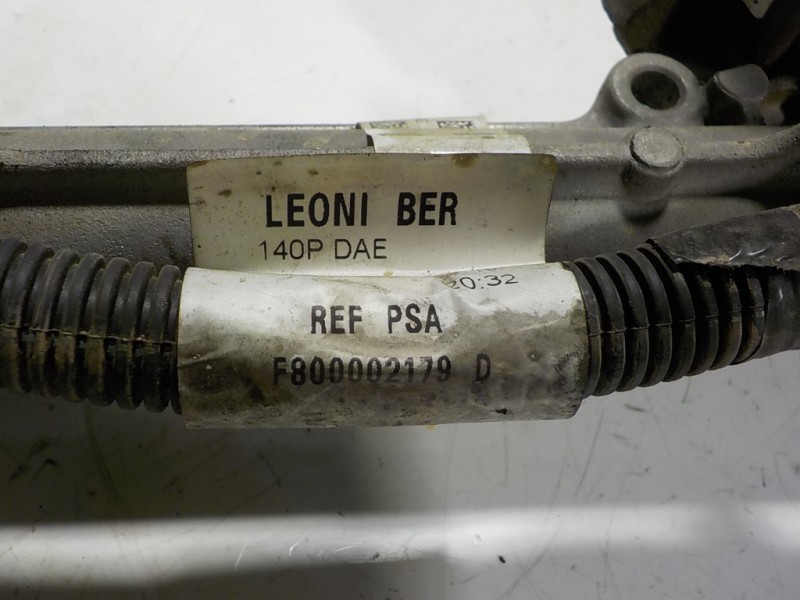 LEONI BER
140P DAE
20:32
REF PSA
F800002179 D